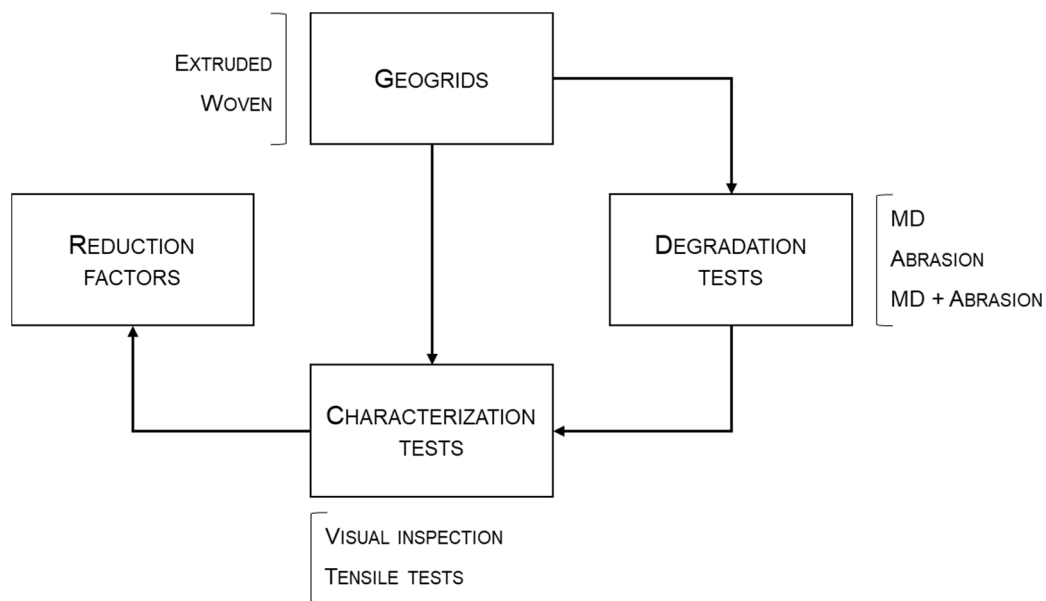 EXTRUDED
WOVEN
GEOGRIDS
REDUCTION
FACTORS
DEGRADATION
TESTS
MD
ABRASION
MD + ABRASION
CHARACTERIZATION
TESTS
VISUAL INSPECTION
TENSILE TESTS